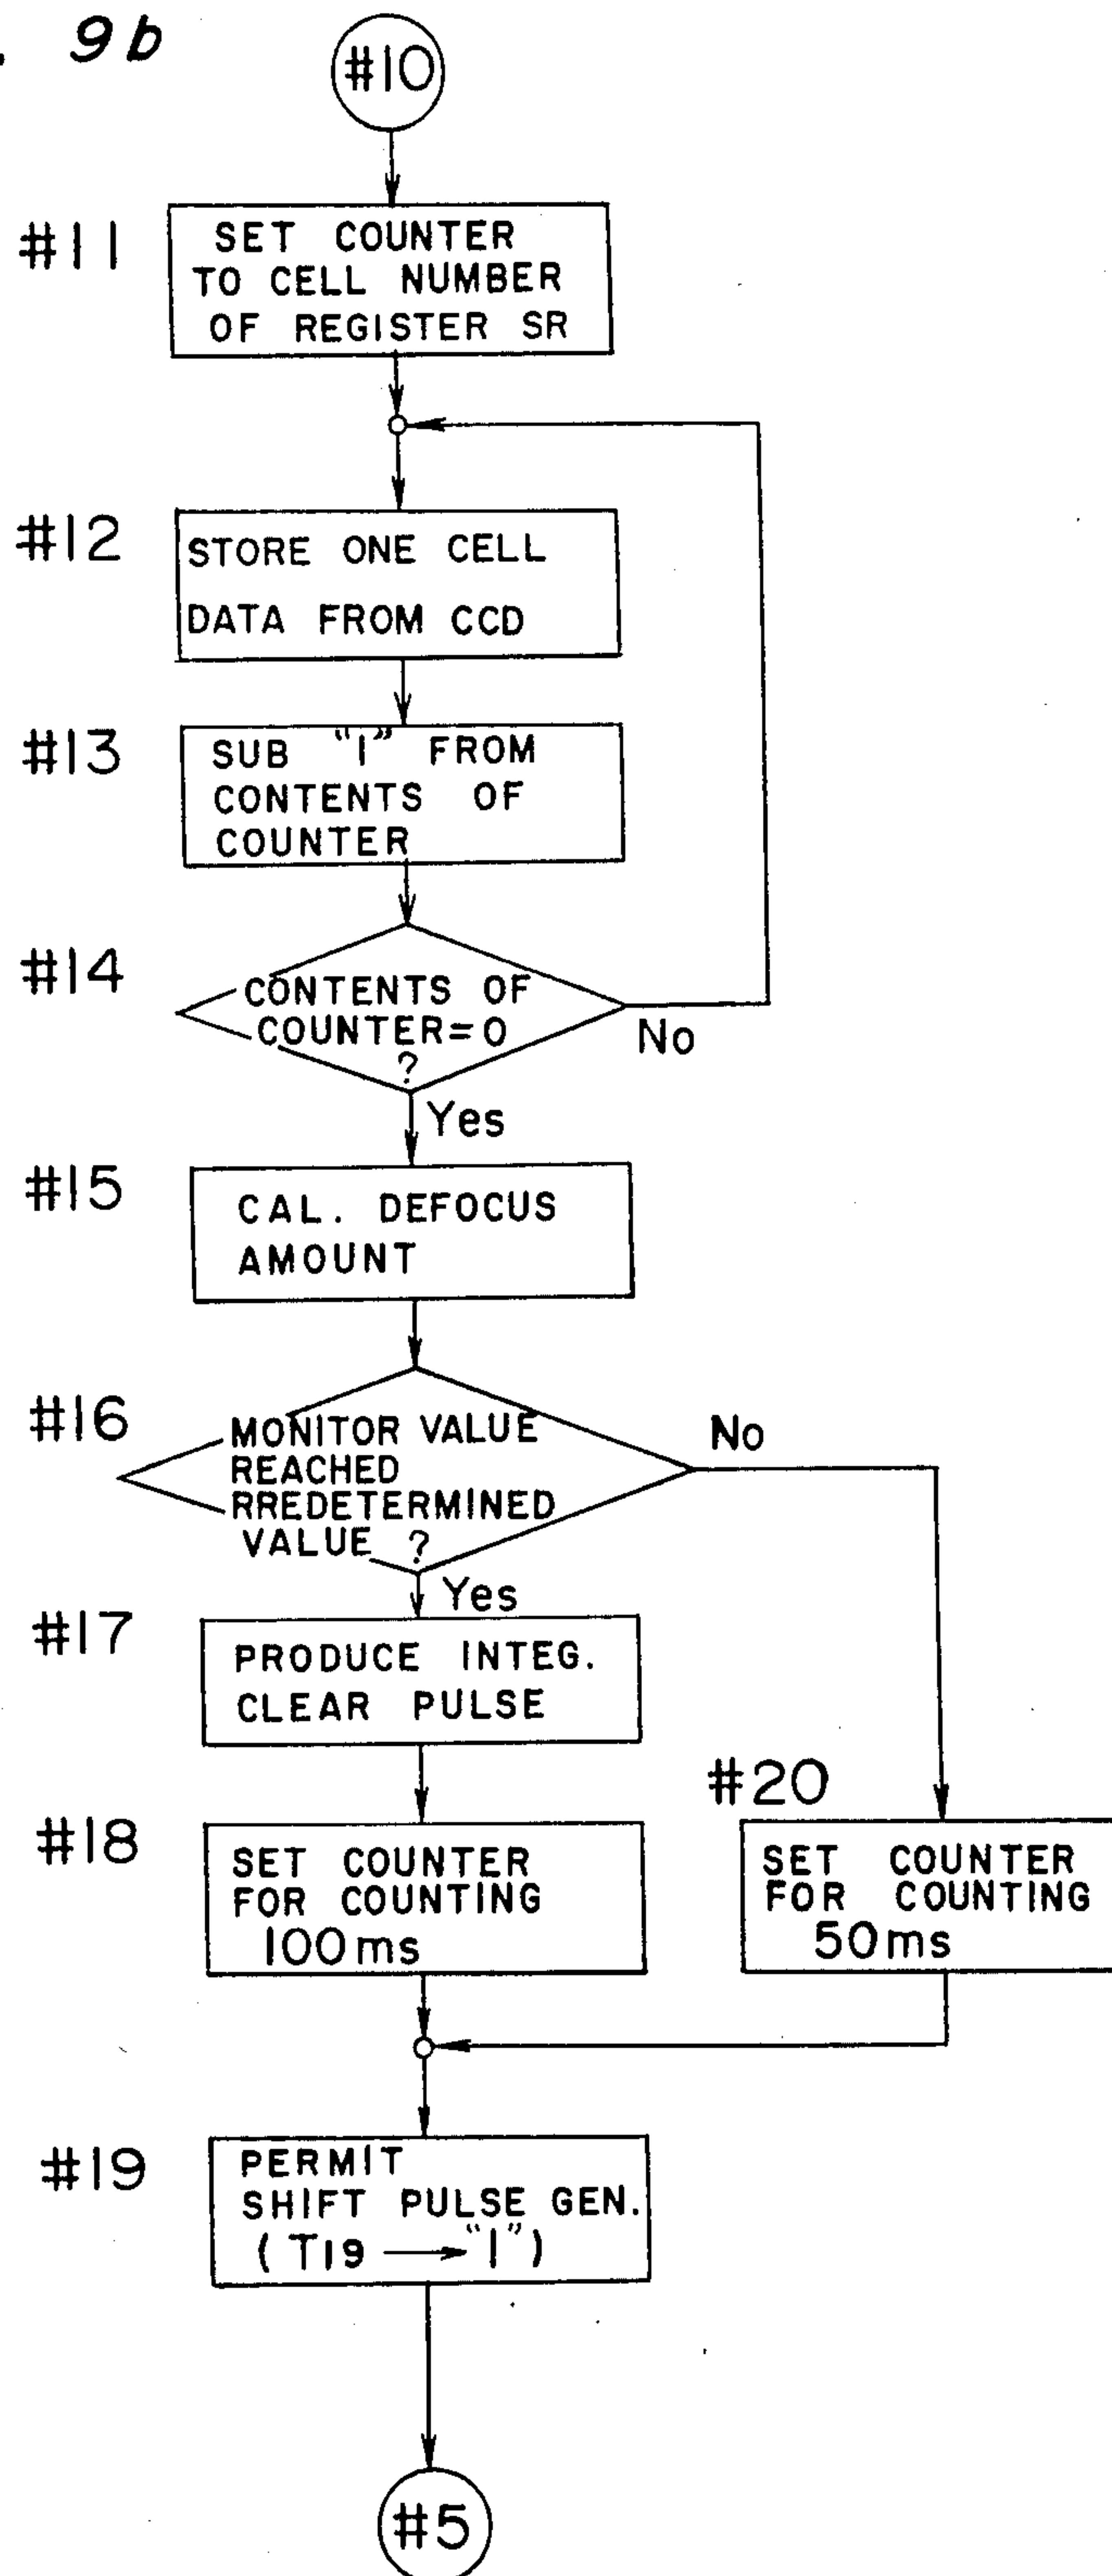 . 9b
#10
#11
SET COUNTER
TO CELL NUMBER
OF REGISTER SR
#12
STORE ONE CELL
DATA FROM CCD
#13
SUB "1" FROM
CONTENTS OF
COUNTER
#14
CONTENTS OF
COUNTER=0
?
No
Yes
#15
CAL. DEFOCUS
AMOUNT
#16
MONITOR VALUE
REACHED
RREDETERMINED
VALUE ?
No
Yes
#17
PRODUCE INTEG.
CLEAR PULSE
#18
SET COUNTER
FOR COUNTING
100ms
#20
SET COUNTER
FOR COUNTING
50ms
#19
PERMIT
SHIFT PULSE GEN.
(T19 → "1")
#5